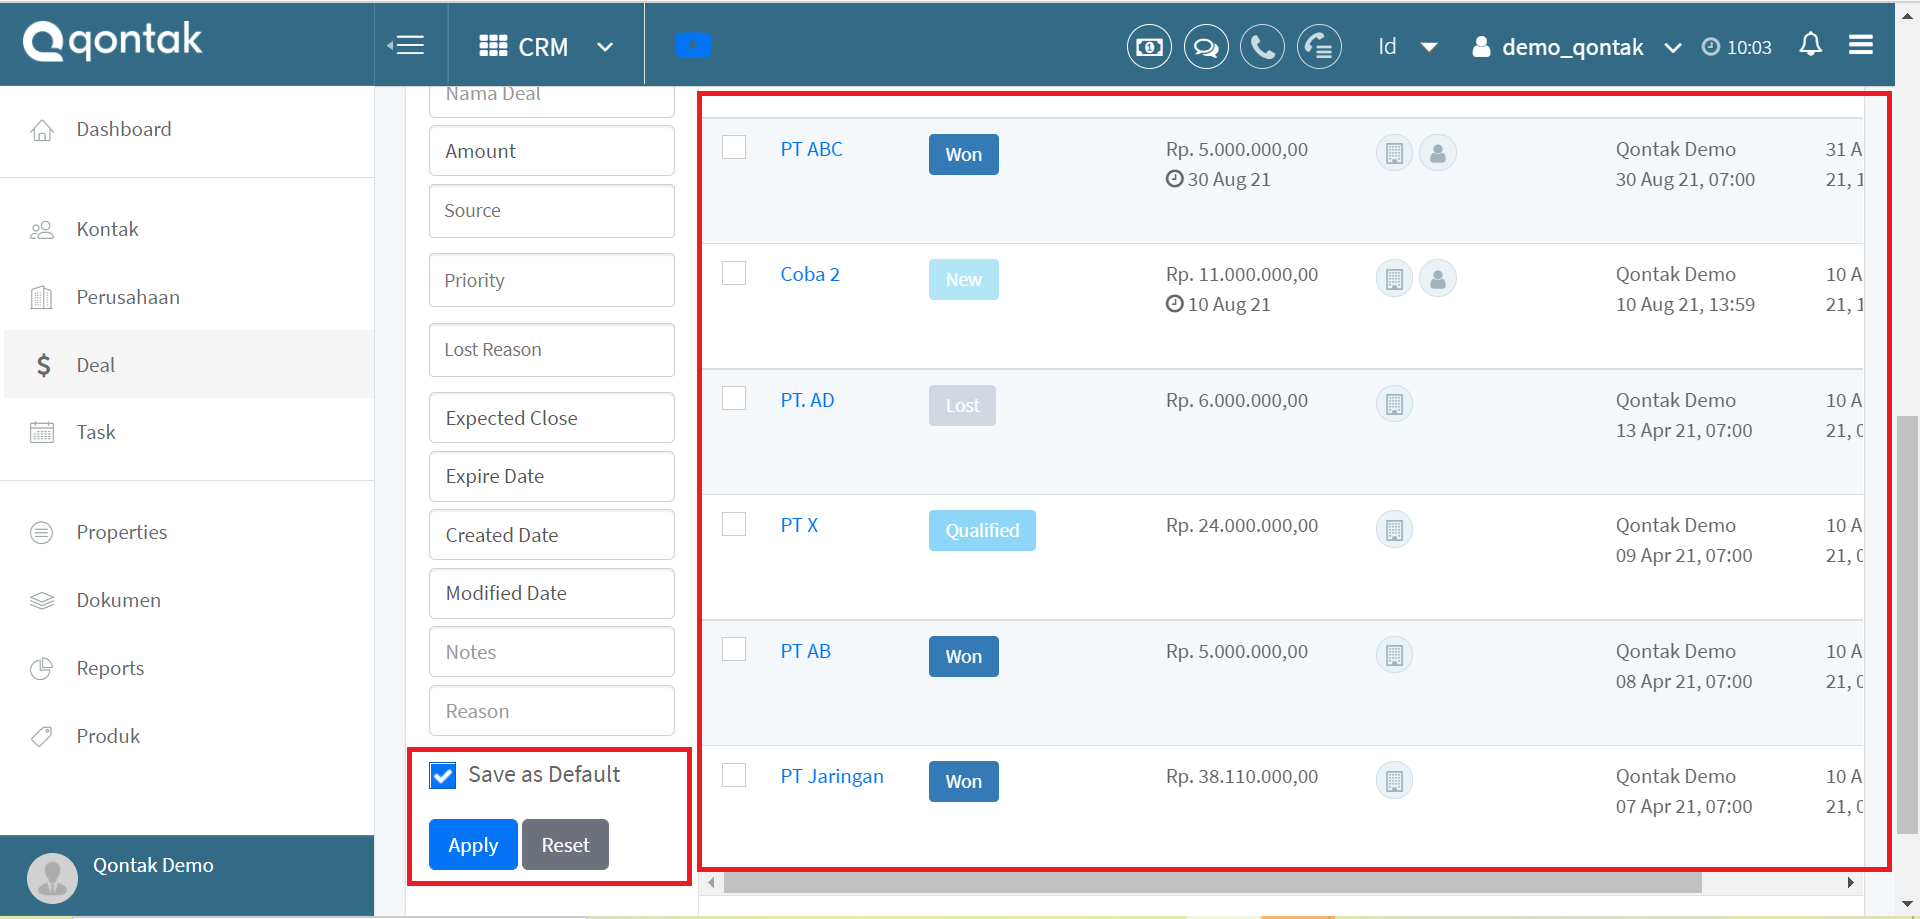 qontak
CRM
Id
demo_qontak
10:03
Dashboard
Kontak
Perusahaan
Deal
Task
Properties
Dokumen
Reports
Produk
Qontak Demo
Nama Deal
Amount
Source
Priority
Lost Reason
Expected Close
Expire Date
Created Date
Modified Date
Notes
Reason
Save as Default
Apply Reset
PT ABC Won Rp. 5.000.000,00 Qontak Demo 31 A
30 Aug 21 30 Aug 21, 07:00 21, 1
Coba 2 New Rp. 11.000.000,00 Qontak Demo 10 A
10 Aug 21 10 Aug 21, 13:59 21, 1
PT. AD Lost Rp. 6.000.000,00 Qontak Demo 10 A
13 Apr 21, 07:00 21, 0
PT X Qualified Rp. 24.000.000,00 Qontak Demo 10 A
09 Apr 21, 07:00 21, 0
PT AB Won Rp. 5.000.000,00 Qontak Demo 10 A
08 Apr 21, 07:00 21, 0
PT Jaringan Won Rp. 38.110.000,00 Qontak Demo 10 A
07 Apr 21, 07:00 21, 0